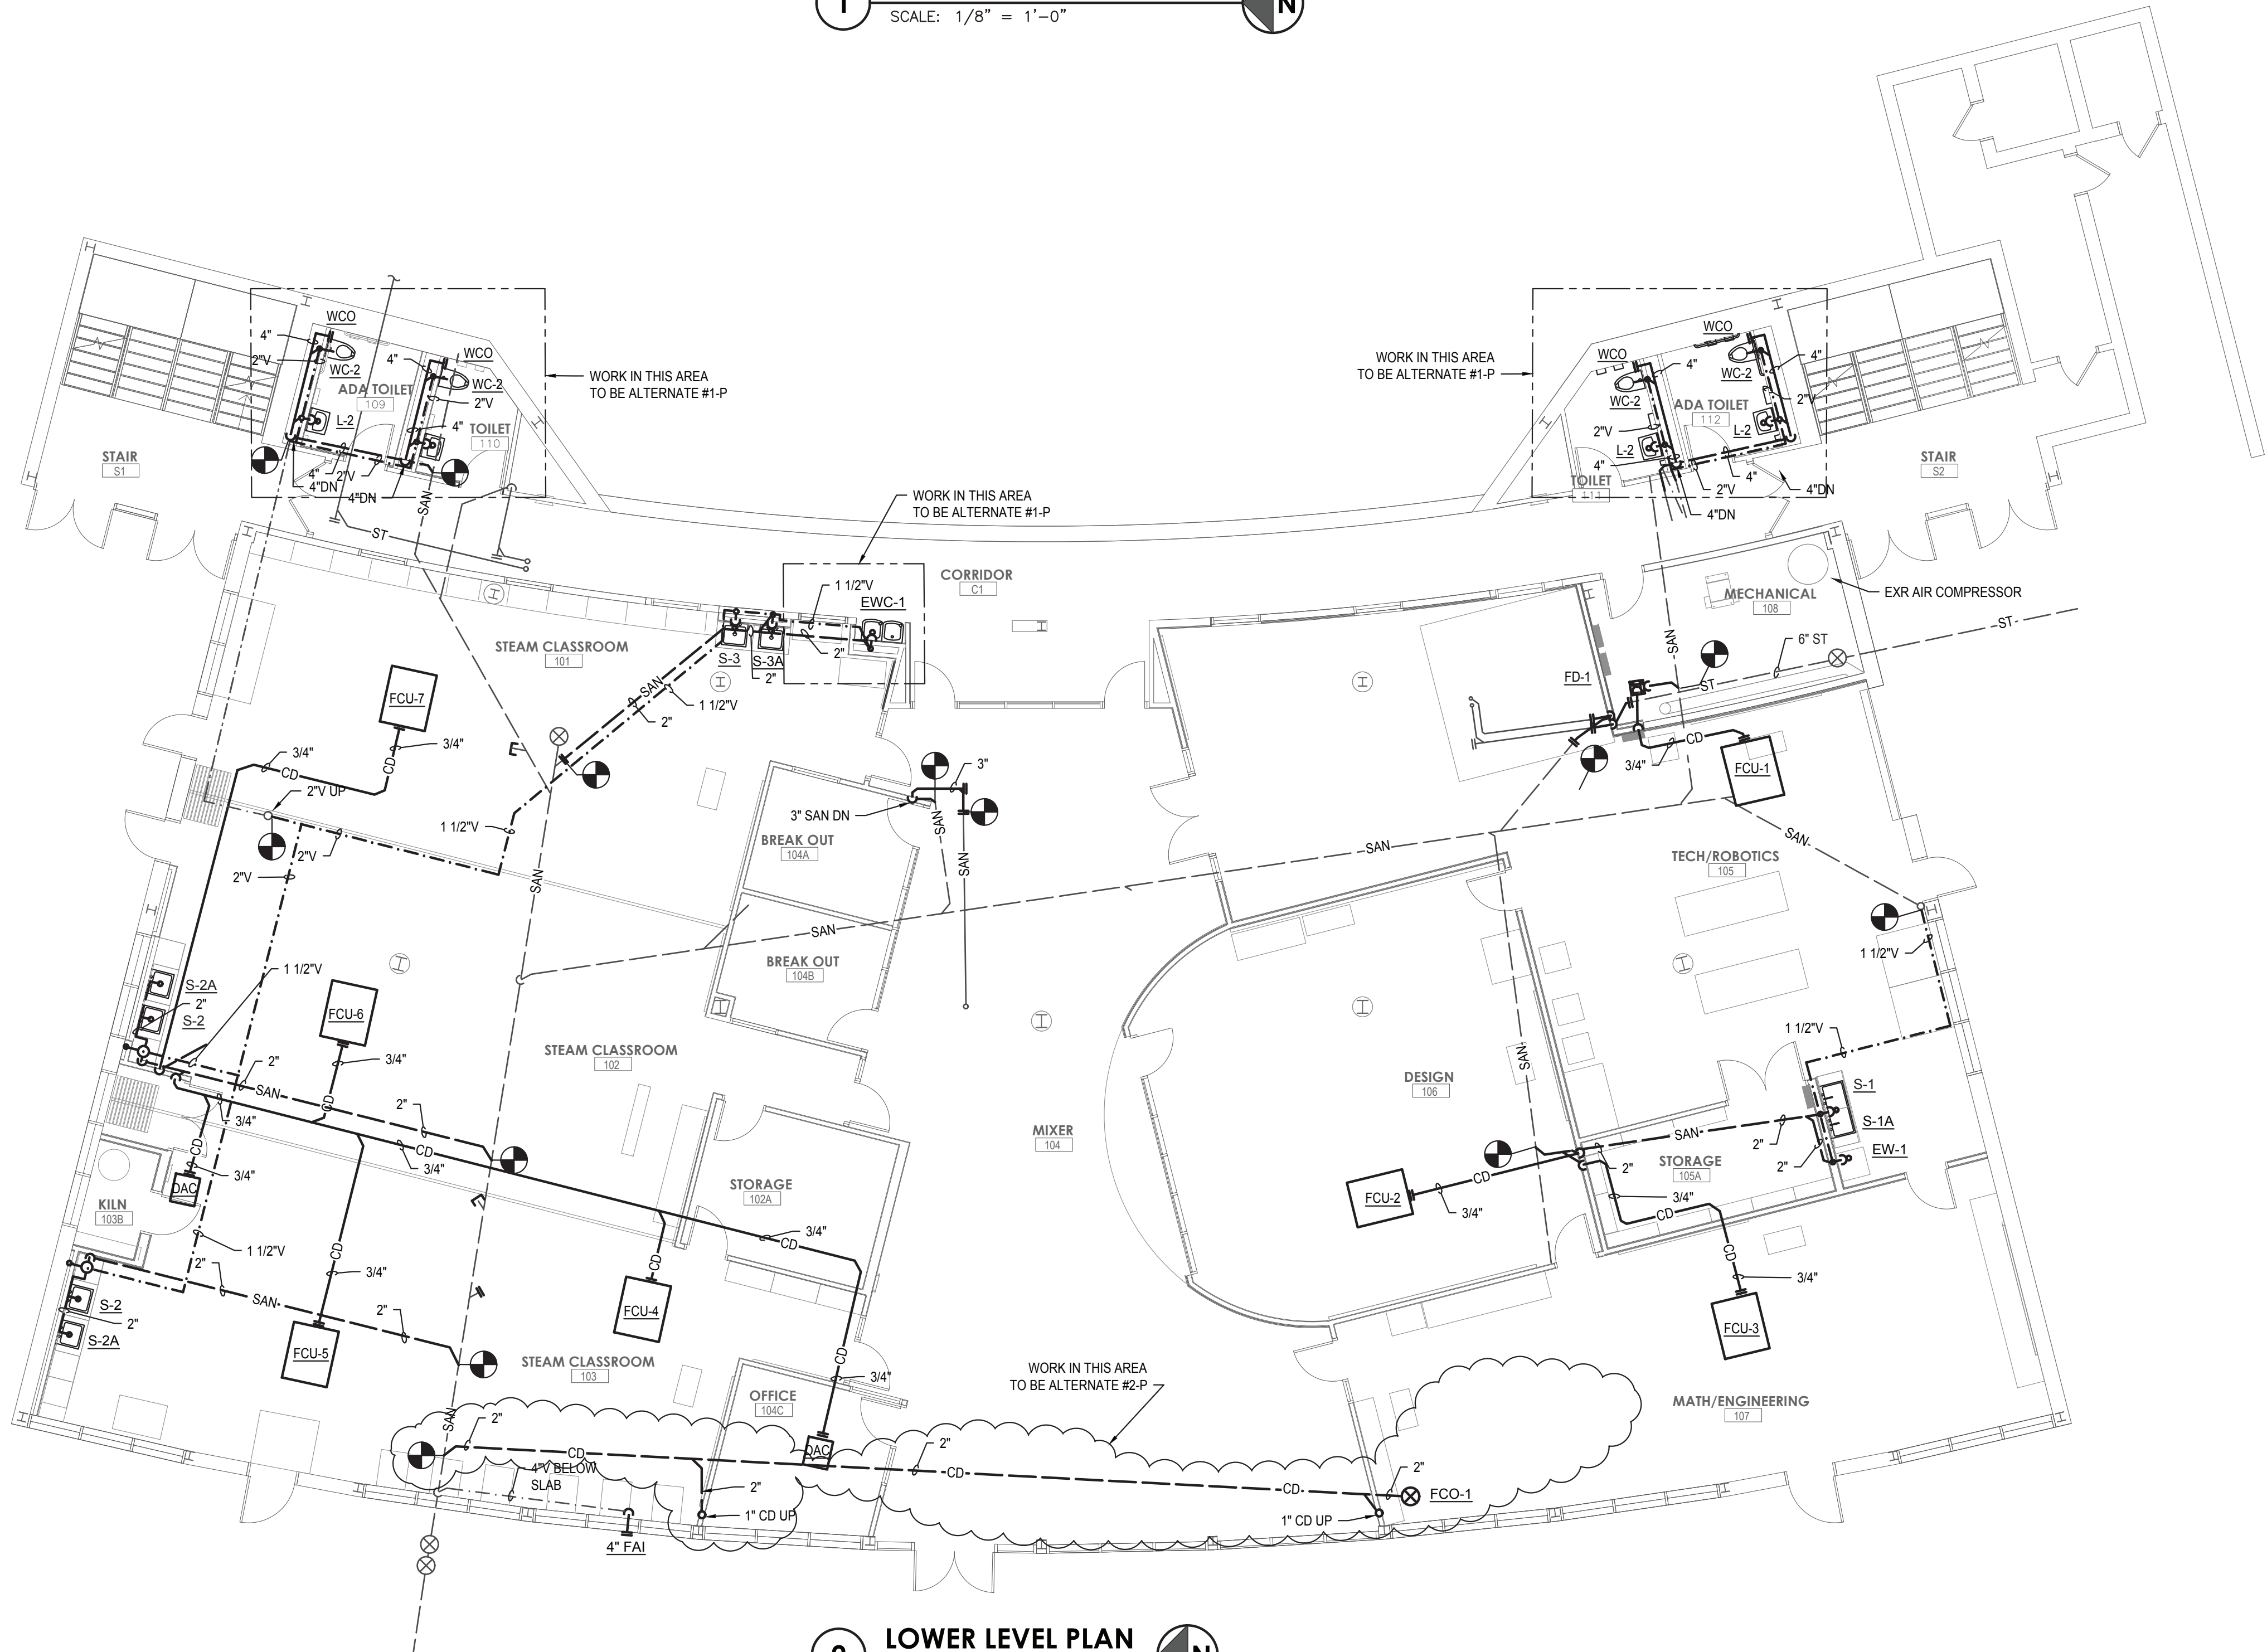 1
SCALE: 1/8" = 1'-0"
N
WCO
4"
2"V
WC-2
ADA TOILET
109
L-2
4"
WCO
WC-2
2"V
4"
TOILET
110
4"
2"V
4"DN
4"DN
SAN
WORK IN THIS AREA
TO BE ALTERNATE #1-P
STAIR
S1
ST
WORK IN THIS AREA
TO BE ALTERNATE #1-P
WORK IN THIS AREA
TO BE ALTERNATE #1-P
WCO
WCO
4"
4"
WC-2
WC-2
ADA TOILET
112
2"V
2"V
L-2
L-2
4"
TOILET
111
2"V
4"
4"DN
4"DN
STAIR
S2
CORRIDOR
C1
1 1/2"V
EWC-1
STEAM CLASSROOM
101
S-3
S-3A
2"
2"
SAN
1 1/2"V
2"
FCU-7
3/4"
CD
3/4"
CD
2"V UP
2"V
2"V
1 1/2"V
SAN
MECHANICAL
108
EXR AIR COMPRESSOR
SAN
6" ST
ST
ST
FD-1
CD
3/4"
FCU-1
3"
3" SAN DN
SAN
SAN
BREAK OUT
104A
SAN
BREAK OUT
104B
SAN
SAN
TECH/ROBOTICS
105
1 1/2"V
S-2A
2"
S-2
1 1/2"V
FCU-6
3/4"
2"
SAN
CD
STEAM CLASSROOM
102
3/4"
2"
CD
3/4"
CD
3/4"
DAC
KILN
103B
1 1/2"V
2"
SAN
CD
3/4"
2"
S-2
2"
S-2A
FCU-5
STORAGE
102A
3/4"
CD
CD
FCU-4
STEAM CLASSROOM
103
CD
3/4"
OFFICE
104C
DAC
MIXER
104
DESIGN
106
SAN
1 1/2"V
S-1
S-1A
EW-1
SAN
2"
2"
2"
STORAGE
105A
CD
FCU-2
3/4"
3/4"
CD
CD
3/4"
FCU-3
MATH/ENGINEERING
107
WORK IN THIS AREA
TO BE ALTERNATE #2-P
SAN
2"
CD
4"V BELOW
SLAB
2"
1" CD UP
2"
CD
CD
2"
FCO-1
1" CD UP
4" FAI
2
LOWER LEVEL PLAN
N